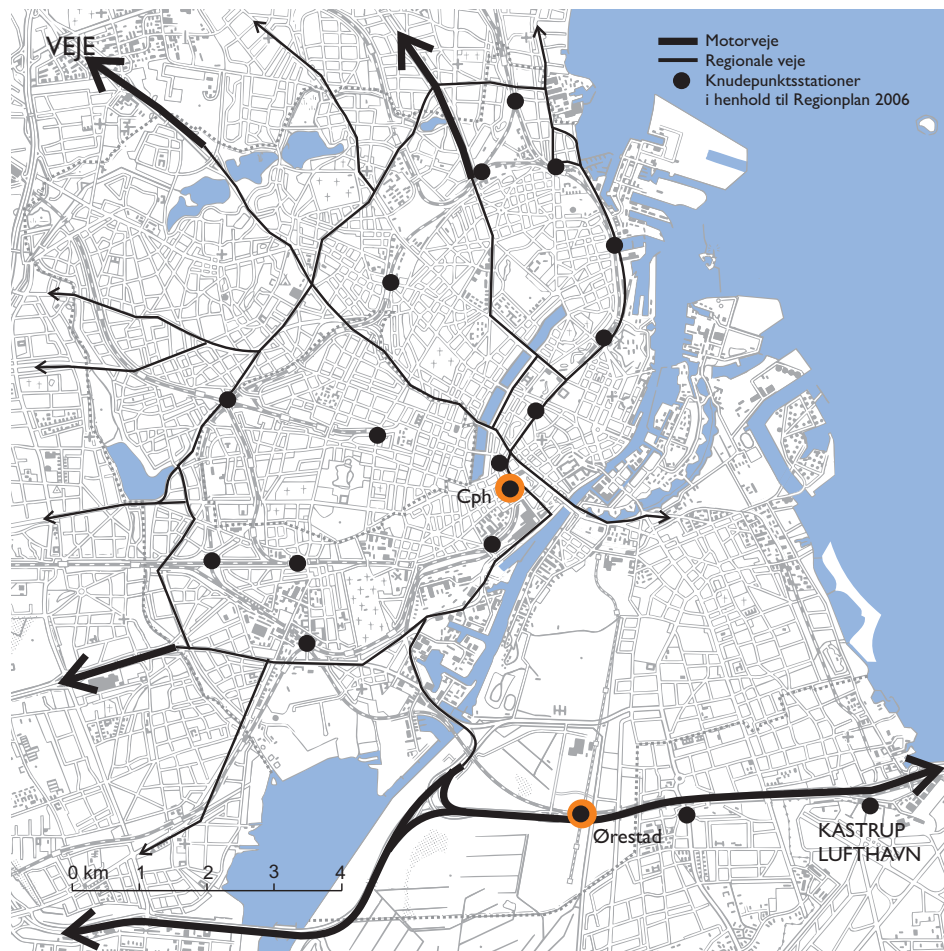 VEJE
Motorveje
Regionale veje
Knudepunktsstationer
i henhold til Regionplan 2006
Cph
Ørestad
KASTRUP
LUFTHAVN
0 km 1 2 3 4